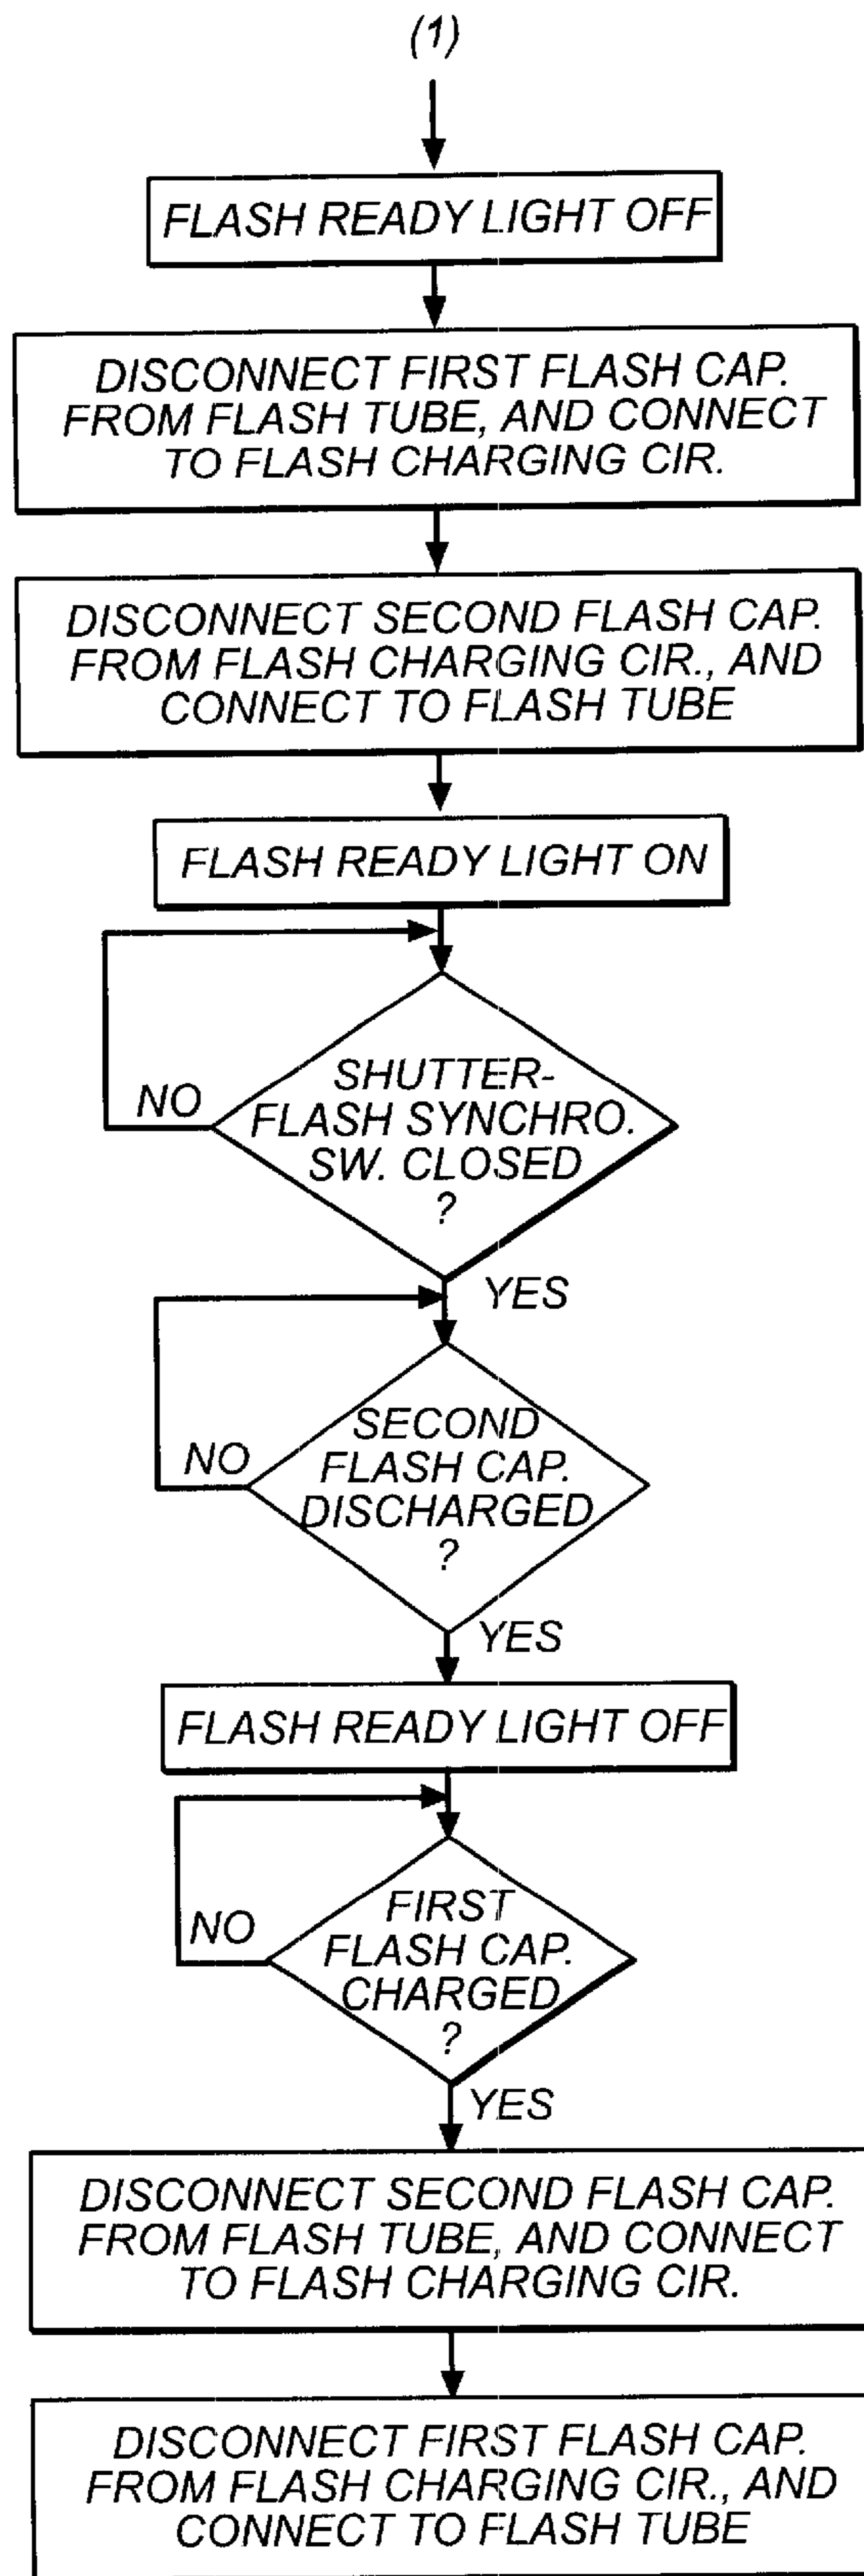 (1)
FLASH READY LIGHT OFF
DISCONNECT FIRST FLASH CAP.
FROM FLASH TUBE, AND CONNECT
TO FLASH CHARGING CIR.
DISCONNECT SECOND FLASH CAP.
FROM FLASH CHARGING CIR., AND
CONNECT TO FLASH TUBE
FLASH READY LIGHT ON
SHUTTER-
FLASH SYNCHRO.
SW. CLOSED
?
NO
YES
SECOND
FLASH CAP.
DISCHARGED
?
NO
YES
FLASH READY LIGHT OFF
FIRST
FLASH CAP.
CHARGED
?
NO
YES
DISCONNECT SECOND FLASH CAP.
FROM FLASH TUBE, AND CONNECT
TO FLASH CHARGING CIR.
DISCONNECT FIRST FLASH CAP.
FROM FLASH CHARGING CIR., AND
CONNECT TO FLASH TUBE